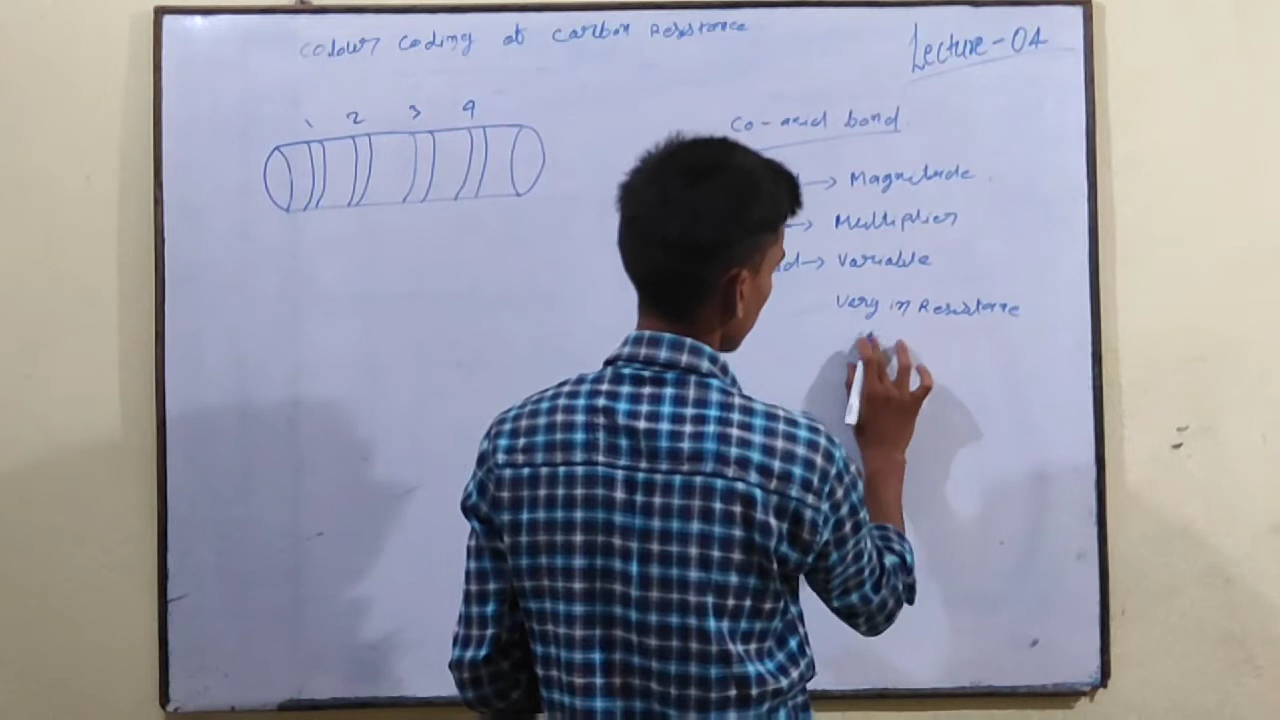 Colour Coding of Carbon Resistance
Lecture-04
1 2 3 4
Co-axid bond
→ Magnitude
→ Multiplier
d→ Variable
Very in Resistance